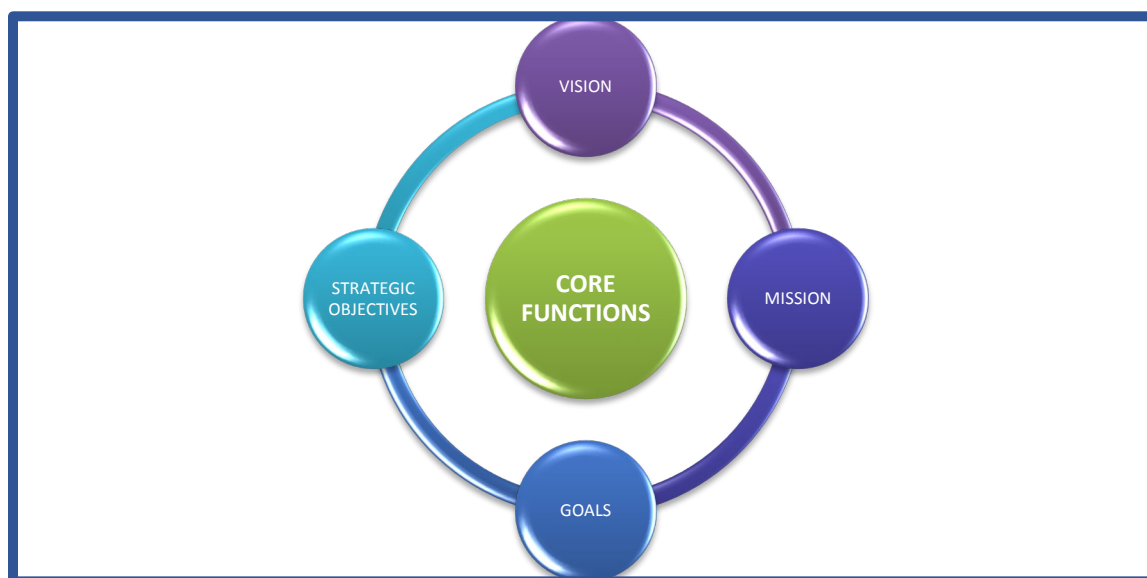 VISION
STRATEGIC
OBJECTIVES
CORE
FUNCTIONS
MISSION
GOALS